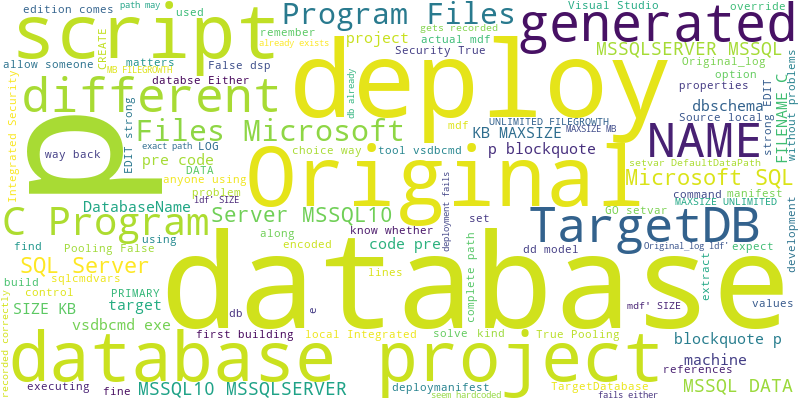 edition comes
path may
used
Program Files
Visual Studio
override
script
generated
gets recorded
remember
actual mdf
already exists
project
Security True
MSSQLSERVER MSSQL
allow someone
matters
CREATE
MB FILEGROWTH
False dsp
databse Either
db already
deploy
Original_log
option
properties
without problems
different
dbschema
Source local
strong EDIT
FILENAME C
Integrated Security
EDIT strong
Files Microsoft
mdf
UNLIMITED FILEGROWTH
KB MAXSIZE
MAXSIZE MB
NAME
d
way back
exact path
LOG
pre code
choice way
tool vsdbcmd
p blockquote
DATA
anyone using
problem
ldf' SIZE
Original
setvar DefaultDataPath
Microsoft SQL
command
manifest
MAXSIZE UNLIMITED
C Program
DatabaseName
Server MSSQL10
set
deployment fails
GO setvar
TargetDB
development
find
using
along
know whether
Pooling False
encoded
code pre
complete path
dd model
Original_log ldf'
expect
SQL Server
sqlcmdvars
database
lines
build
control
PRIMARY
target
extract
values
SIZE KB
db
e
mdf' SIZE
vsdbcmd exe
first building
local Integrated
solve kind
True Pooling
blockquote p
references
recorded correctly
database project
machine
executing
fine
MSSQL10 MSSQLSERVER
deploymanifest
seem hardcoded
TargetDatabase
fails either
MSSQL DATA